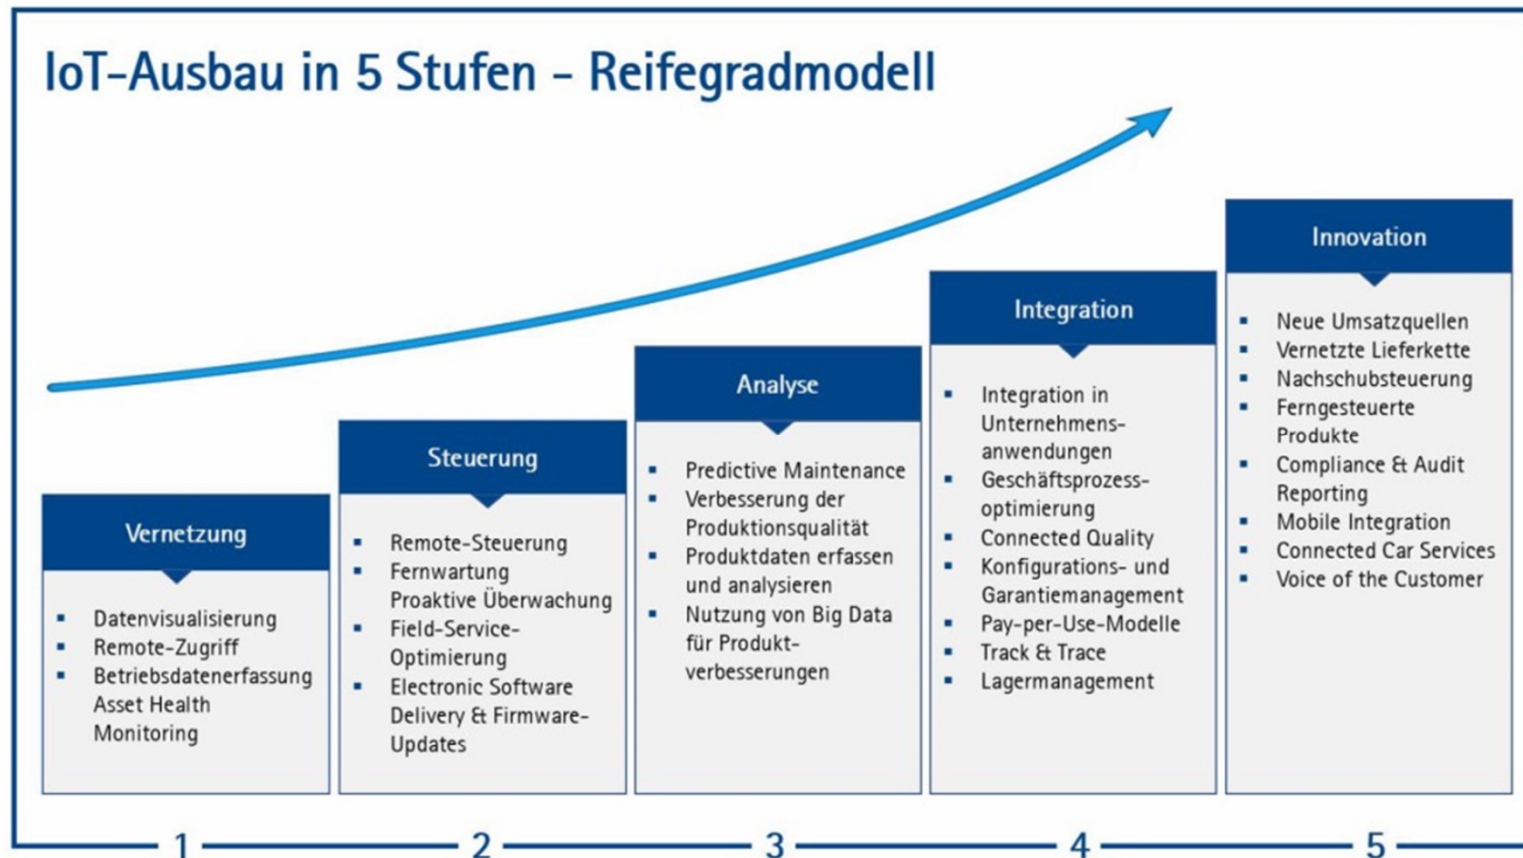 IoT-Ausbau in 5 Stufen - Reifegradmodell
Vernetzung
Datenvisualisierung
Remote-Zugriff
Betriebsdatenerfassung
Asset Health
Monitoring
Steuerung
Remote-Steuerung
Fernwartung
Proaktive Überwachung
Field-Service-
Optimierung
Electronic Software
Delivery & Firmware-
Updates
Analyse
Predictive Maintenance
Verbesserung der
Produktionsqualität
Produktdaten erfassen
und analysieren
Nutzung von Big Data
für Produkt-
verbesserungen
Integration
Integration in
Unternehmens-
anwendungen
Geschäftsprozess-
optimierung
Connected Quality
Konfigurations- und
Garantiemanagement
Pay-per-Use-Modelle
Track & Trace
Lagermanagement
Innovation
Neue Umsatzquellen
Vernetzte Lieferkette
Nachschubsteuerung
Ferngesteuerte
Produkte
Compliance & Audit
Reporting
Mobile Integration
Connected Car Services
Voice of the Customer
1 2 3 4 5